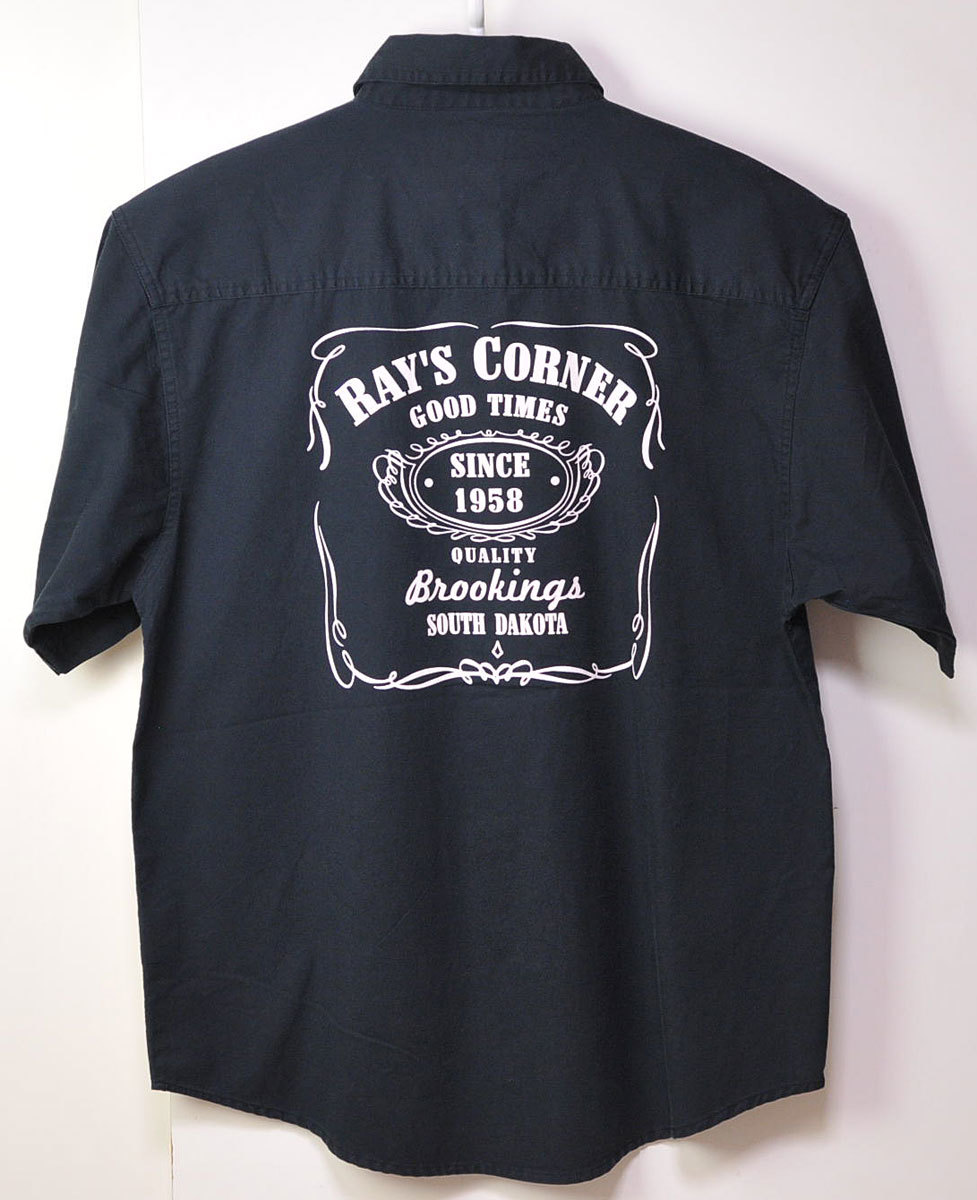 RAY'S CORNER
GOOD TIMES
SINCE
1958
QUALITY
Brookings
SOUTH DAKOTA